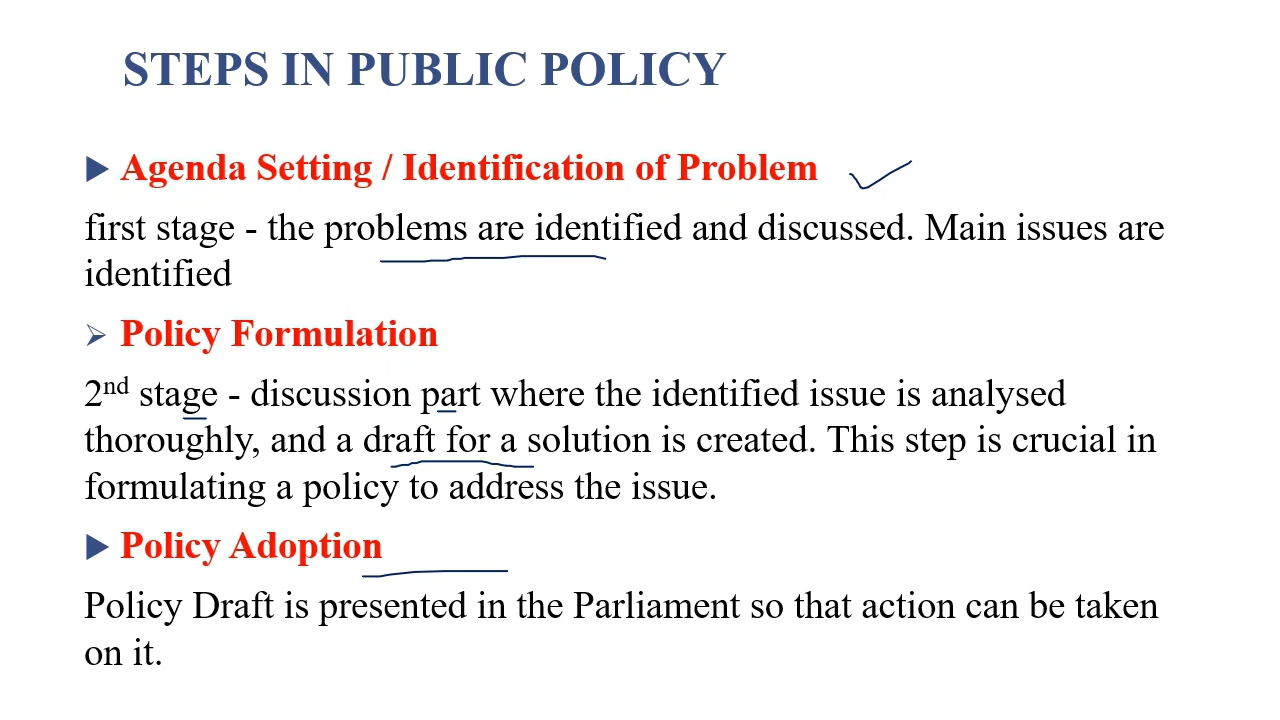 STEPS IN PUBLIC POLICY
Agenda Setting / Identification of Problem
first stage - the problems are identified and discussed. Main issues are
identified
Policy Formulation
2nd stage - discussion part where the identified issue is analysed
thoroughly, and a draft for a solution is created. This step is crucial in
formulating a policy to address the issue.
Policy Adoption
Policy Draft is presented in the Parliament so that action can be taken
on it.